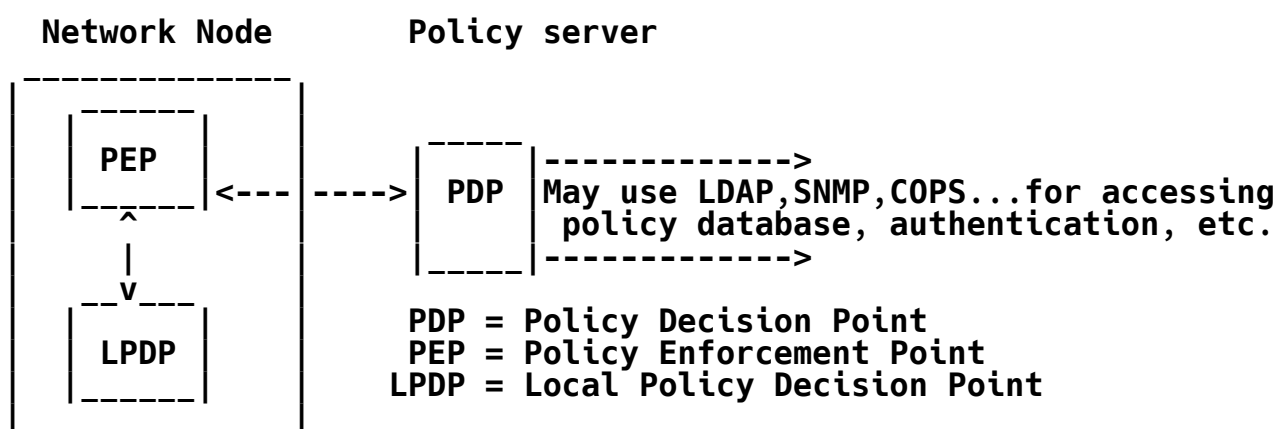 Network Node Policy server
PEP
PDP May use LDAP,SNMP,COPS...for accessing
policy database, authentication, etc.
LPDP
PDP = Policy Decision Point
PEP = Policy Enforcement Point
LPDP = Local Policy Decision Point